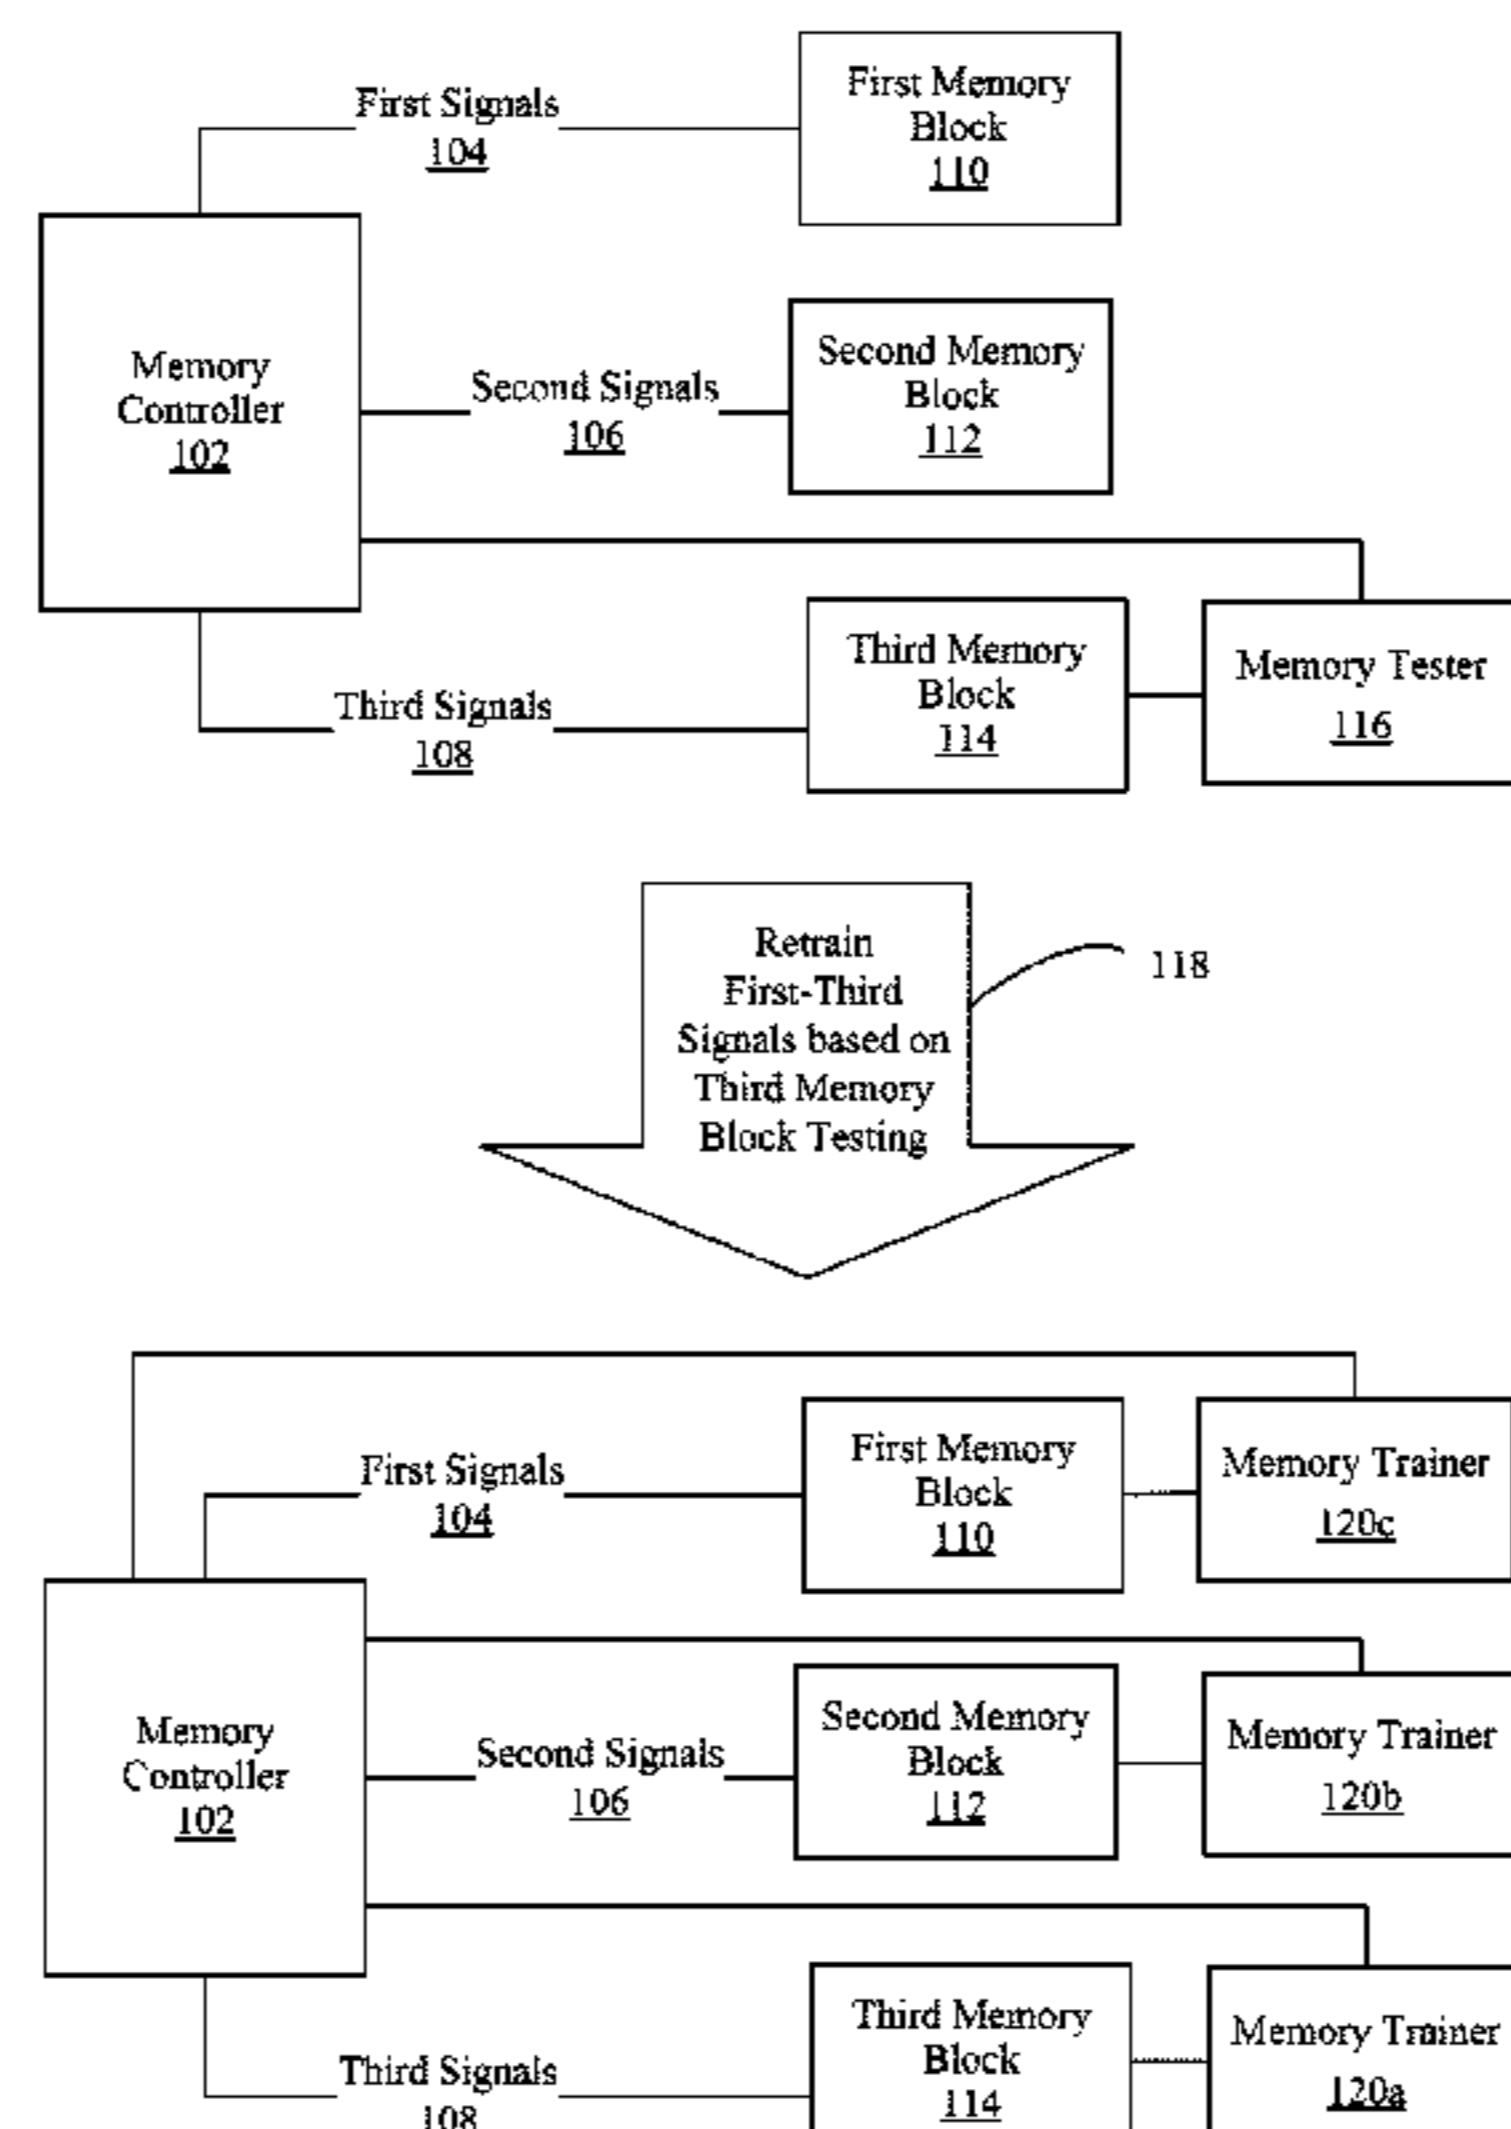 First Signals
104
First Memory
Block
110
Memory
Controller
102
Second Signals
106
Second Memory
Block
112
Third Signals
108
Third Memory
Block
114
Memory Tester
116
Retrain
First-Third
Signals based on
Third Memory
Block Testing
118
First Signals
104
First Memory
Block
110
Memory Trainer
120c
Memory
Controller
102
Second Signals
106
Second Memory
Block
112
Memory Trainer
120b
Third Signals
108
Third Memory
Block
114
Memory Trainer
120a